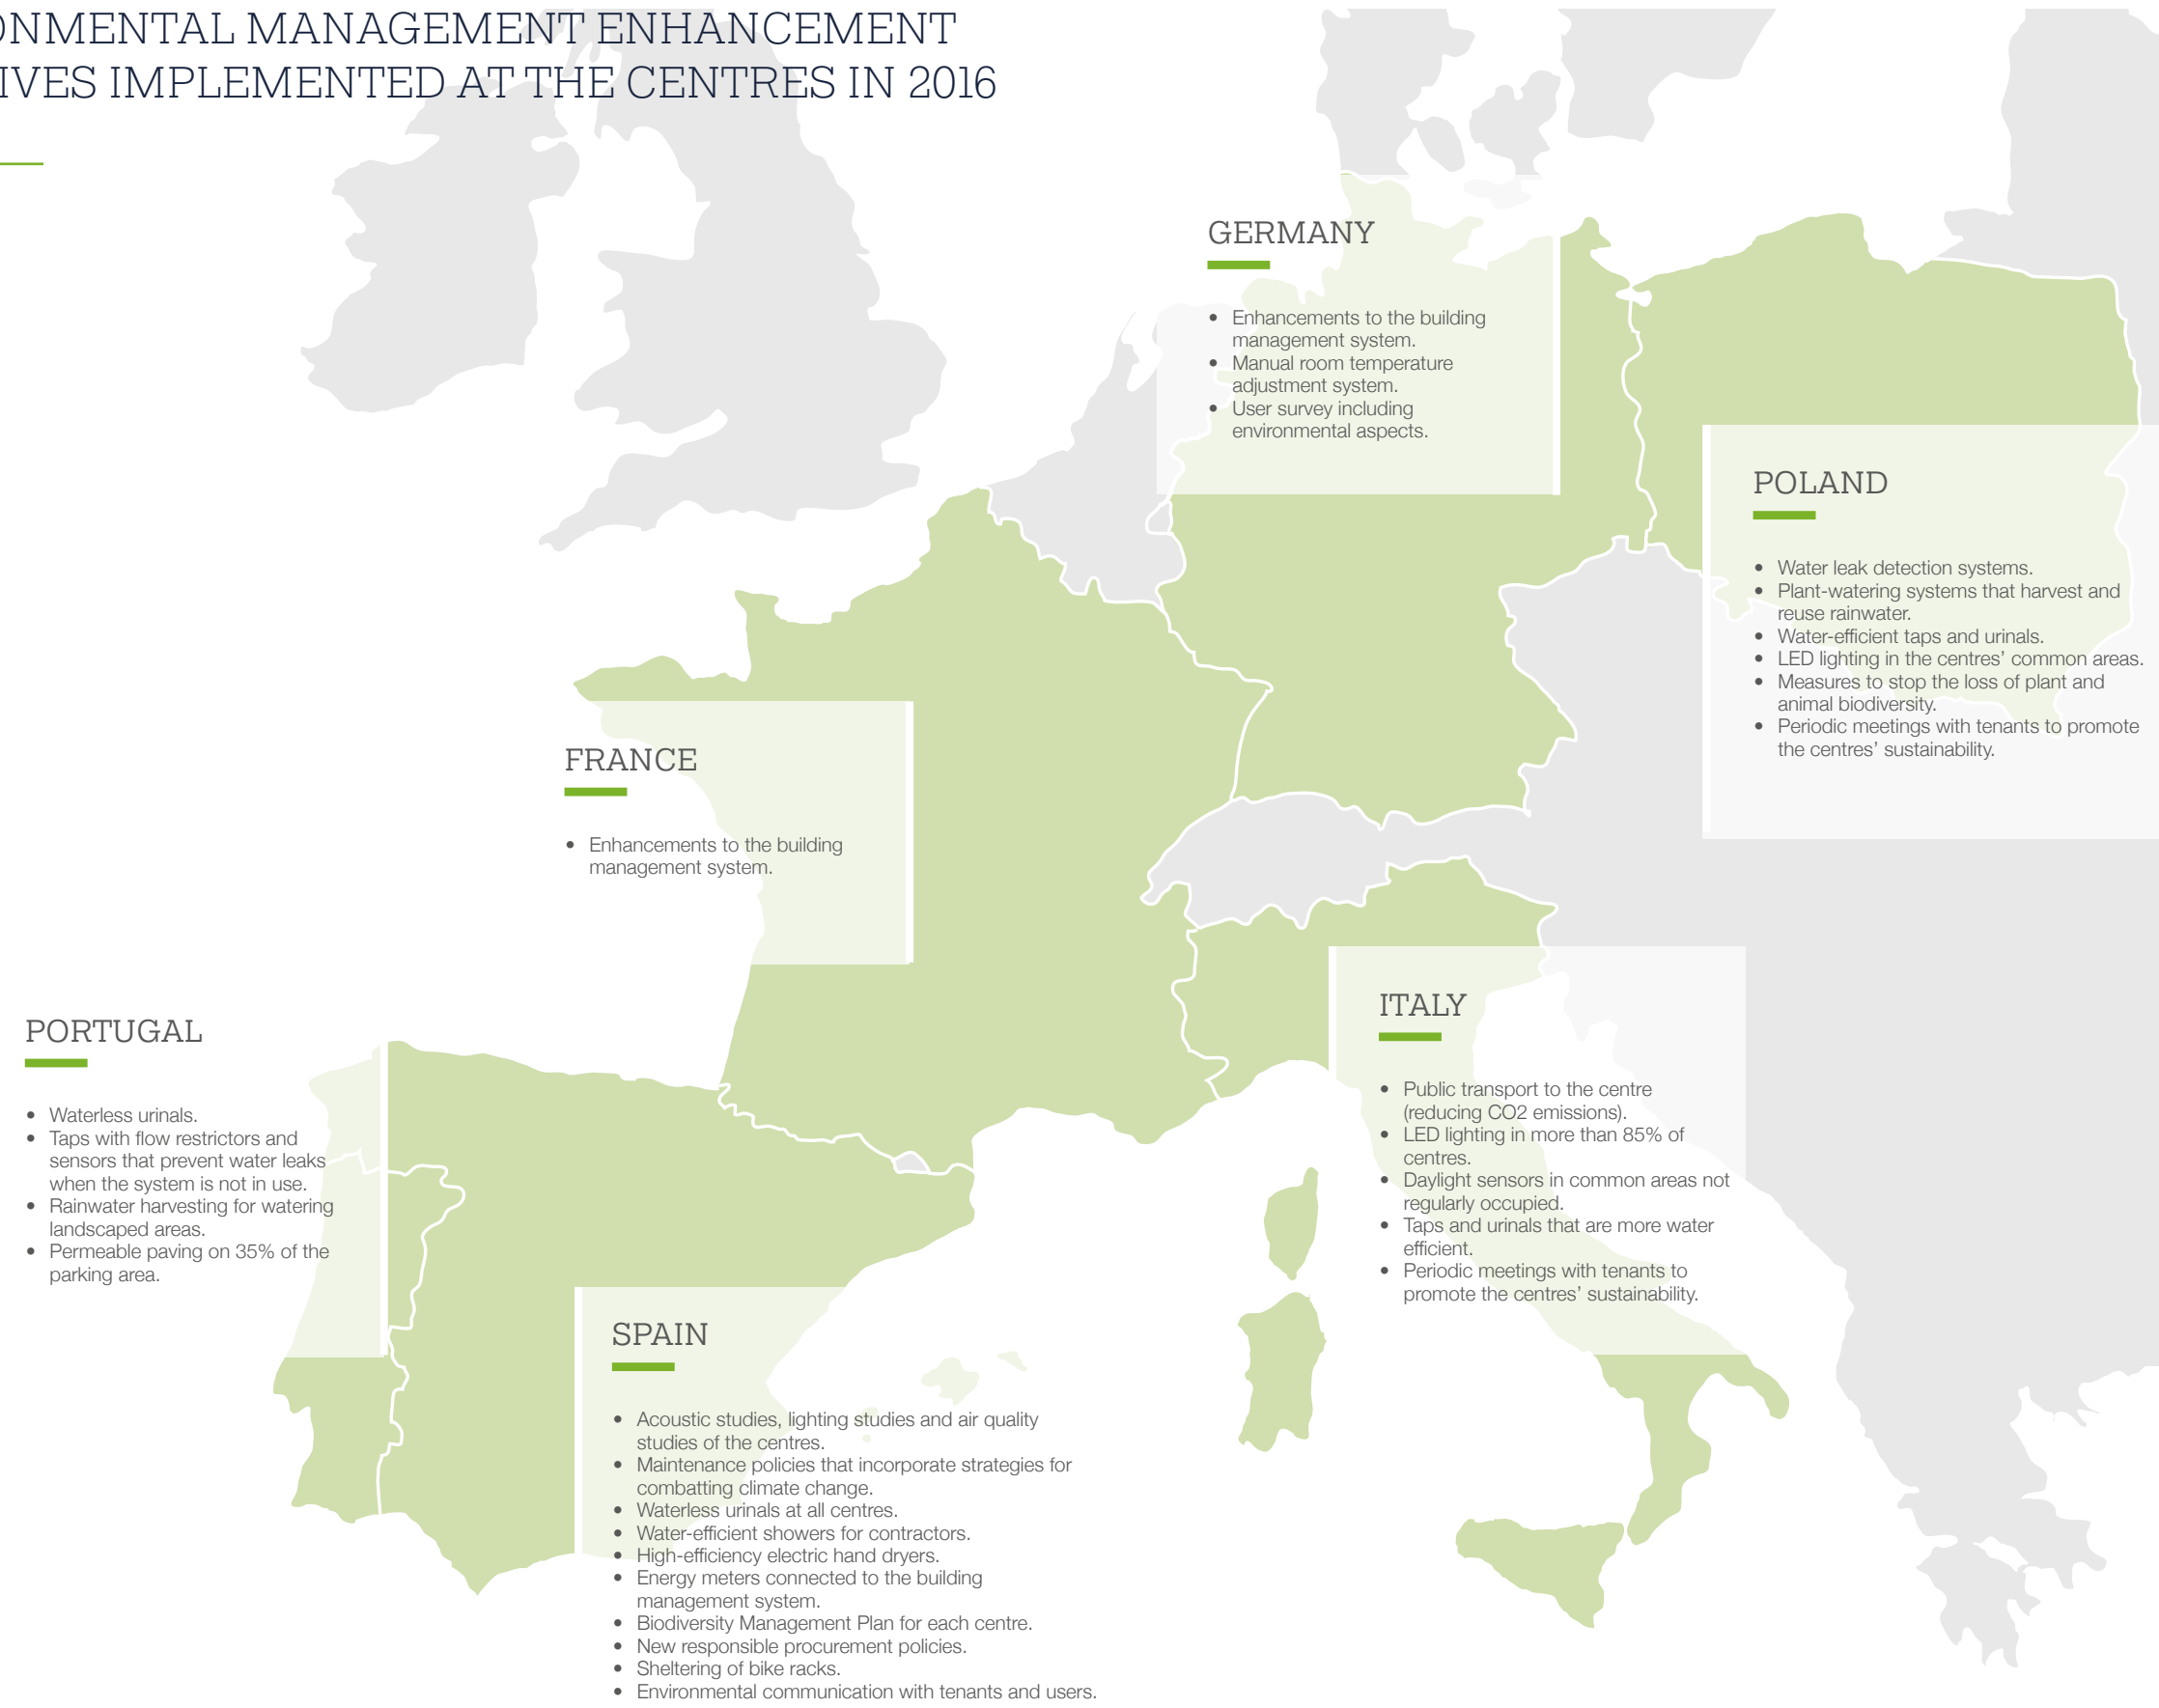 ONMENTAL MANAGEMENT ENHANCEMENT
IVES IMPLEMENTED AT THE CENTRES IN 2016
GERMANY
• Enhancements to the building
management system.
• Manual room temperature
adjustment system.
• User survey including
environmental aspects.
POLAND
• Water leak detection systems.
• Plant-watering systems that harvest and
reuse rainwater.
• Water-efficient taps and urinals.
• LED lighting in the centres’ common areas.
• Measures to stop the loss of plant and
animal biodiversity.
• Periodic meetings with tenants to promote
the centres’ sustainability.
FRANCE
• Enhancements to the building
management system.
PORTUGAL
• Waterless urinals.
• Taps with flow restrictors and
sensors that prevent water leaks
when the system is not in use.
• Rainwater harvesting for watering
landscaped areas.
• Permeable paving on 35% of the
parking area.
ITALY
• Public transport to the centre
(reducing CO2 emissions).
• LED lighting in more than 85% of
centres.
• Daylight sensors in common areas not
regularly occupied.
• Taps and urinals that are more water
efficient.
• Periodic meetings with tenants to
promote the centres’ sustainability.
SPAIN
• Acoustic studies, lighting studies and air quality
studies of the centres.
• Maintenance policies that incorporate strategies for
combatting climate change.
• Waterless urinals at all centres.
• Water-efficient showers for contractors.
• High-efficiency electric hand dryers.
• Energy meters connected to the building
management system.
• Biodiversity Management Plan for each centre.
• New responsible procurement policies.
• Sheltering of bike racks.
• Environmental communication with tenants and users.